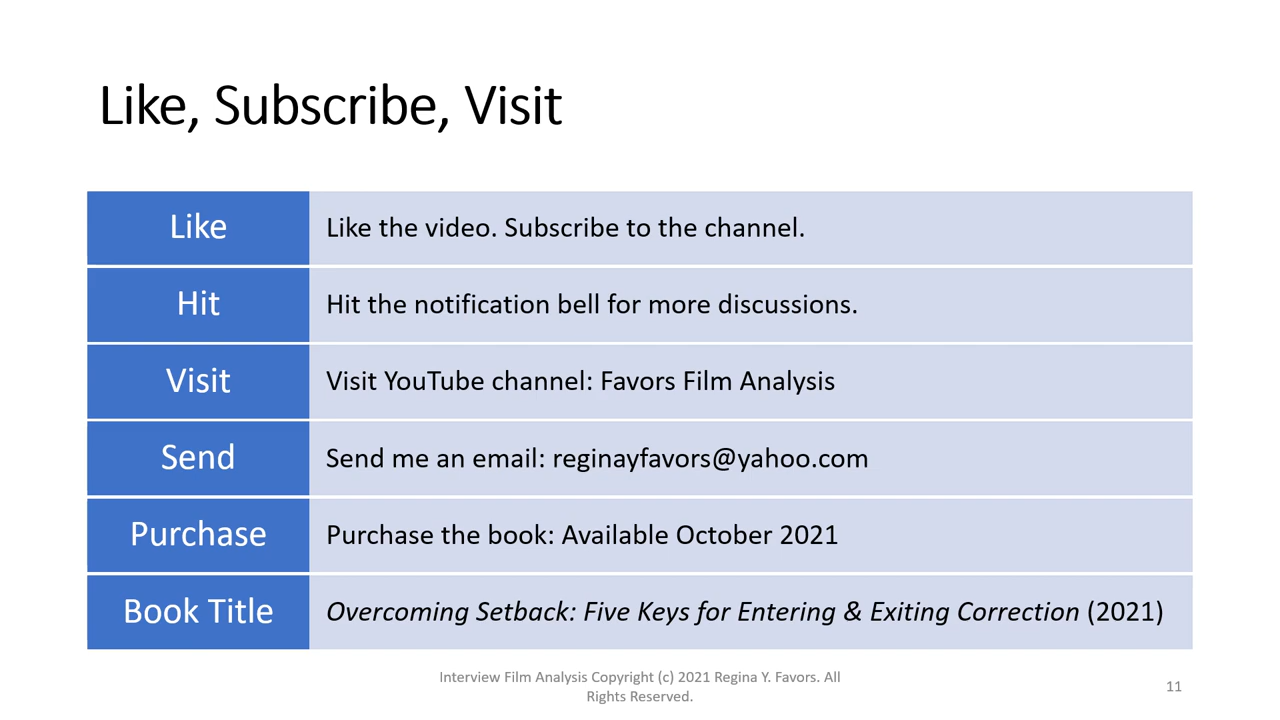 Like, Subscribe, Visit
Like
Like the video. Subscribe to the channel.
Hit
Hit the notification bell for more discussions.
Visit
Visit YouTube channel: Favors Film Analysis
Send
Send me an email: reginayfavors@yahoo.com
Purchase
Purchase the book: Available October 2021
Book Title
Overcoming Setback: Five Keys for Entering & Exiting Correction (2021)
Interview Film Analysis Copyright (c) 2021 Regina Y. Favors. All
Rights Reserved.
11